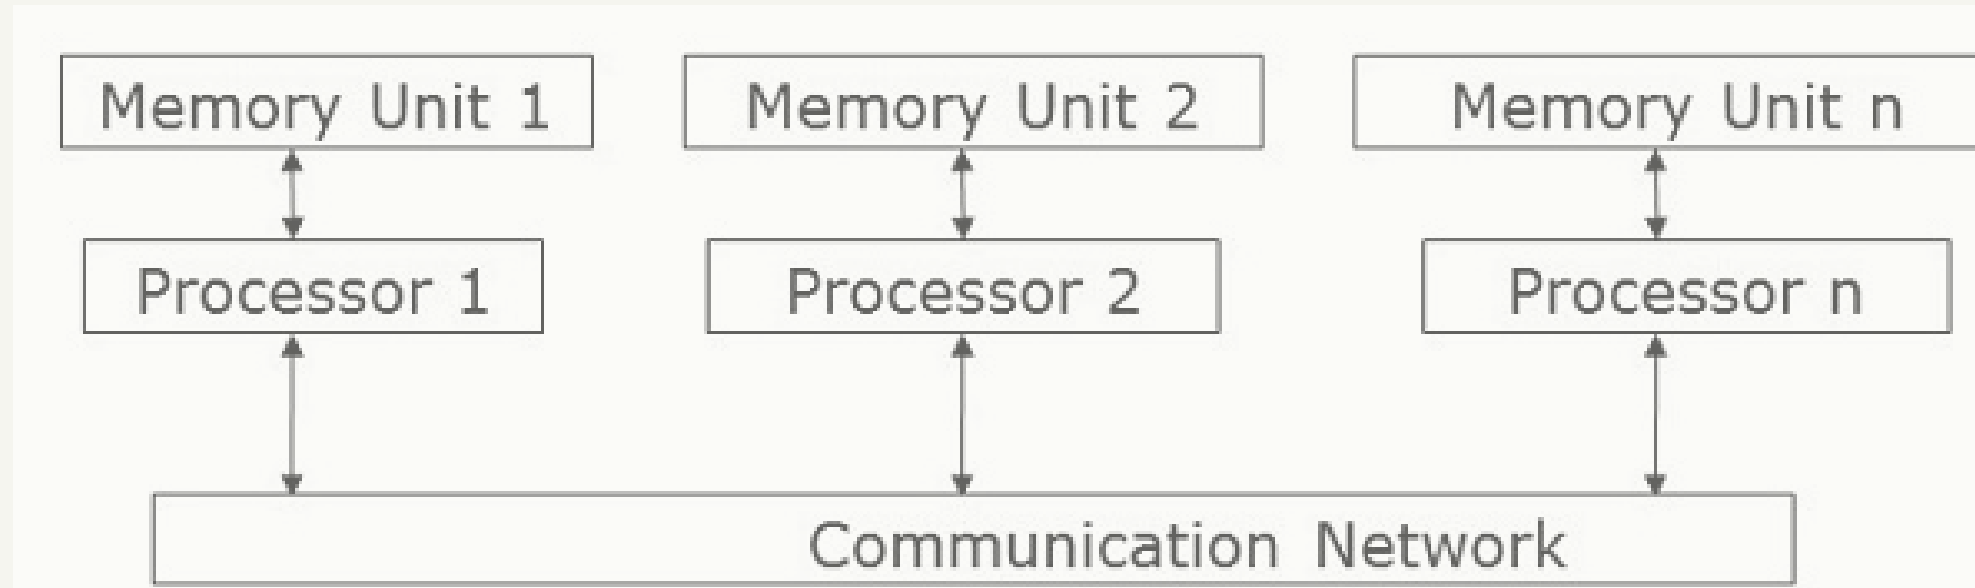 Memory Unit 1 Memory Unit 2 Memory Unit n
Processor 1 Processor 2 Processor n
Communication Network